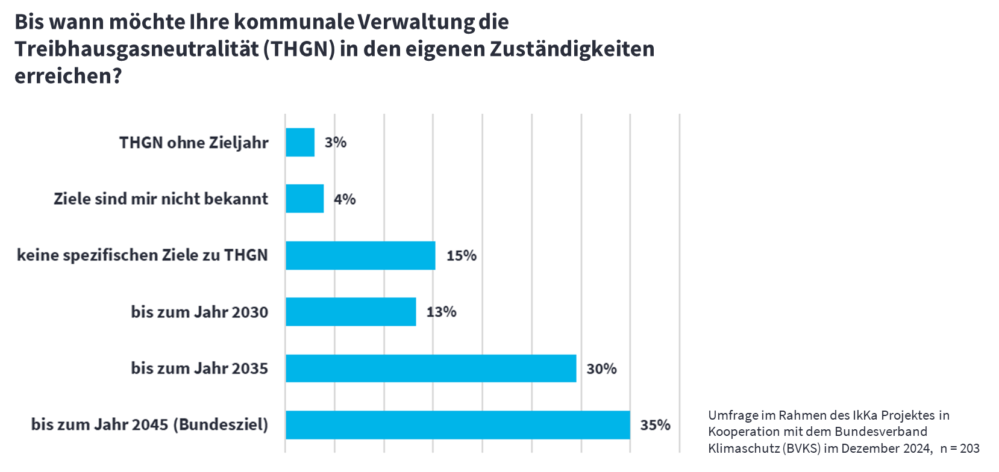 Bis wann möchte Ihre kommunale Verwaltung die
Treibhausgasneutralität (THGN) in den eigenen Zuständigkeiten
erreichen?
THGN ohne Zieljahr 3%
Ziele sind mir nicht bekannt 4%
keine spezifischen Ziele zu THGN 15%
bis zum Jahr 2030 13%
bis zum Jahr 2035 30%
bis zum Jahr 2045 (Bundesziel) 35%
Umfrage im Rahmen des IkKa Projektes in
Kooperation mit dem Bundesverband
Klimaschutz (BVKS) im Dezember 2024, n = 203